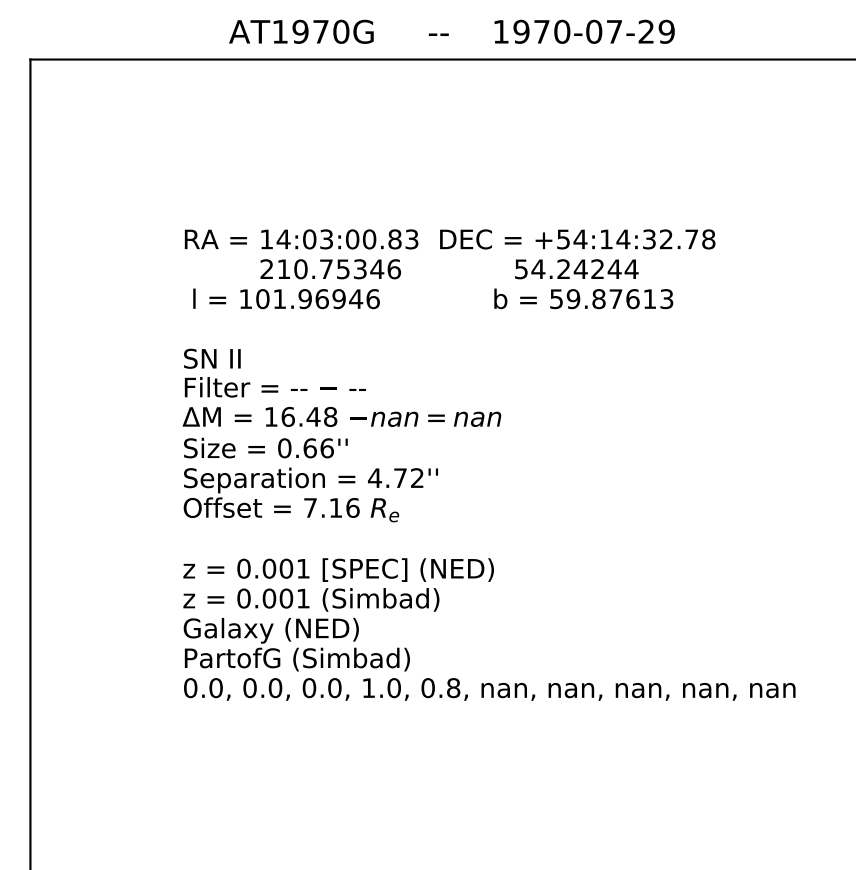 AT1970G -- 1970-07-29
RA = 14:03:00.83 DEC = +54:14:32.78
210.75346 54.24244
l = 101.96946 b = 59.87613
SN II
Filter = -- − --
ΔM = 16.48 −nan = nan
Size = 0.66''
Separation = 4.72''
Offset = 7.16 Re
z = 0.001 [SPEC] (NED)
z = 0.001 (Simbad)
Galaxy (NED)
PartofG (Simbad)
0.0, 0.0, 0.0, 1.0, 0.8, nan, nan, nan, nan, nan